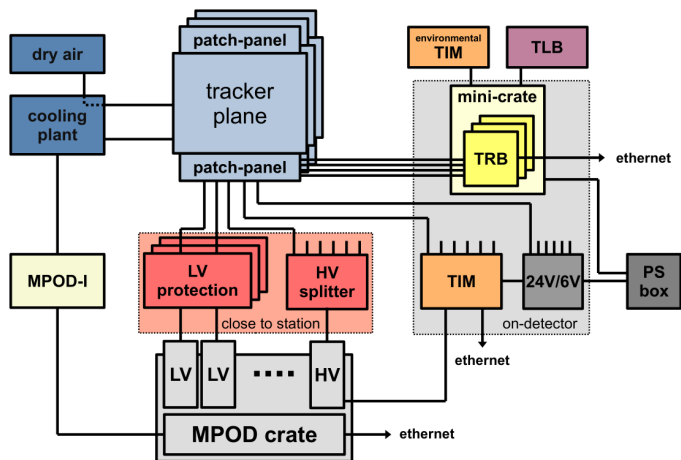 patch-panel
environmental
TIM
TLB
dry air
tracker
plane
mini-crate
cooling
plant
TRB
ethernet
patch-panel
MPOD-I
LV
protection
HV
splitter
TIM
24V/6V
PS
box
close to station
on-detector
ethernet
LV
LV
HV
MPOD crate
ethernet